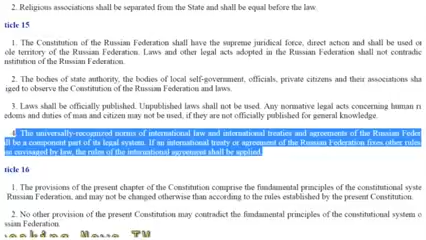 2. Religions associations shall be separated from the State and shall be equal before the law.
ticle 15
1. The Constitution of the Russian Federation shall have the supreme juridical force, direct action and shall be used
ole territory of the Russian Federation. Laws and other legal acts adopted in the Russian Federation shall not contradic
nstitution of the Russian Federation.
2. The bodies of state authority, the bodies of local self-government, officials, private citizens and their associations sha
iged to observe the Constitution of the Russian Federation and laws.
3. Laws shall be officially published. Unpublished laws shall not be used. Any normative legal acts concerning human
edoms and duties of man and citizen may not be used, if they are not officially published for general knowledge.
4. The universally-recognized norms of international law and international treaties and agreements of the Russian Feder
ll be a component part of its legal system. If an international treaty or agreement of the Russian Federation fixes other rules
envisaged by law, the rules of the international agreement shall be applied.
ticle 16
1. The provisions of the present chapter of the Constitution comprise the fundamental principles of the constitutional syste
Russian Federation, and may not be changed otherwise than according to the rules established by the present Constitution.
2. No other provision of the present Constitution may contradict the fundamental principles of the constitutional system o
ssian Federation.